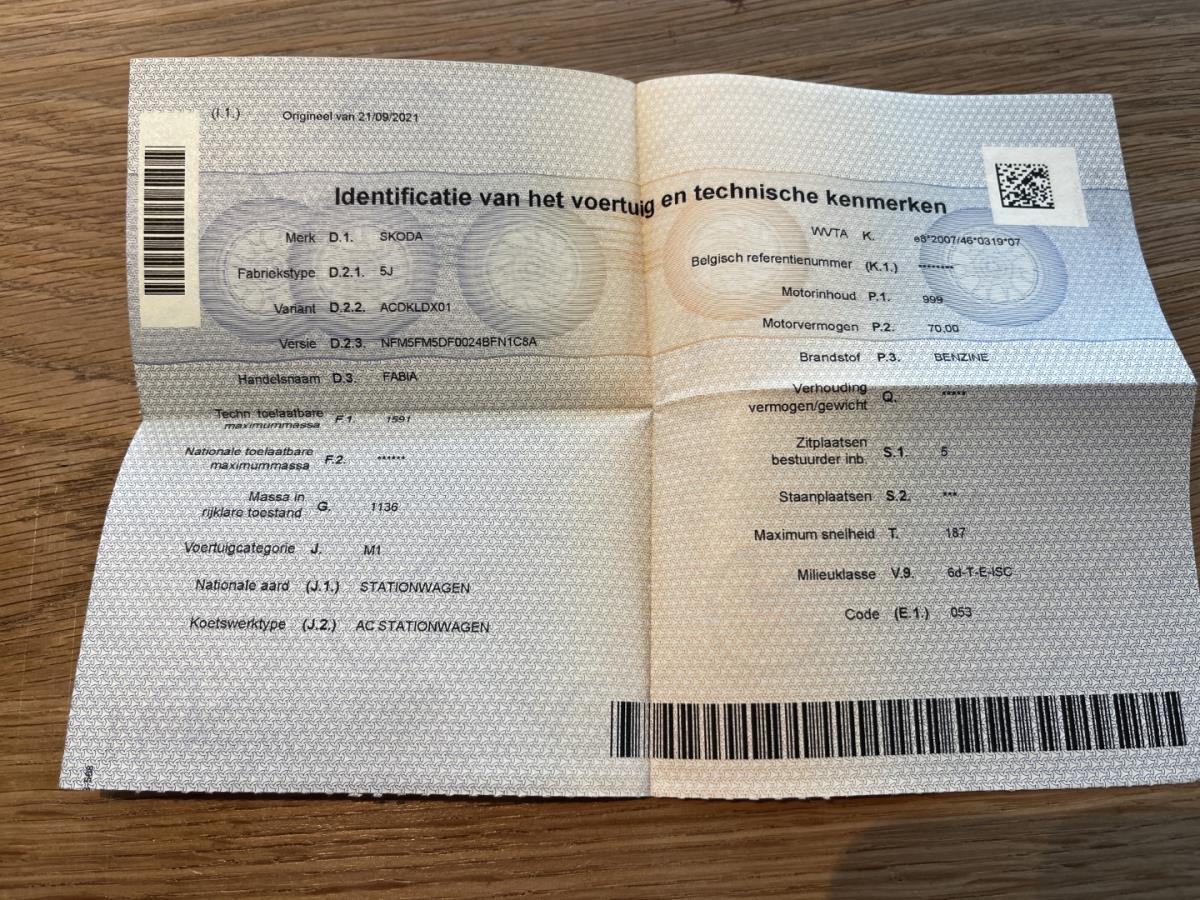 (I.1.) Origineel van 21/09/2021
Identificatie van het voertuig en technische kenmerken
Merk D.1. SKODA
Fabriekstype D.2.1. 5J
Variant D.2.2. ACDKLDX01
Versie D.2.3. NFM5FM5DF0024BFN1C8A
Handelsnaam D.3. FABIA
Techn toelaatbare
maximummassa F.1. 1591
Nationale toelaatbare
maximummassa F.2. ******
Massa in
rijklare toestand G. 1136
Voertuigcategorie J. M1
Nationale aard (J.1.) STATIONWAGEN
Koetswerktype (J.2.) AC STATIONWAGEN
WVTA K. e8*2007/46*0319*07
Belgisch referentienummer (K.1.) ********
Motorinhoud P.1. 999
Motorvermogen P.2. 70.00
Brandstof P.3. BENZINE
Verhouding
vermogen/gewicht Q. *****
Zitplaatsen
bestuurder inb. S.1. 5
Staanplaatsen S.2. ***
Maximum snelheid T. 187
Milieuklasse V.9 6d-T-E-ISC
Code (E.1.) 053